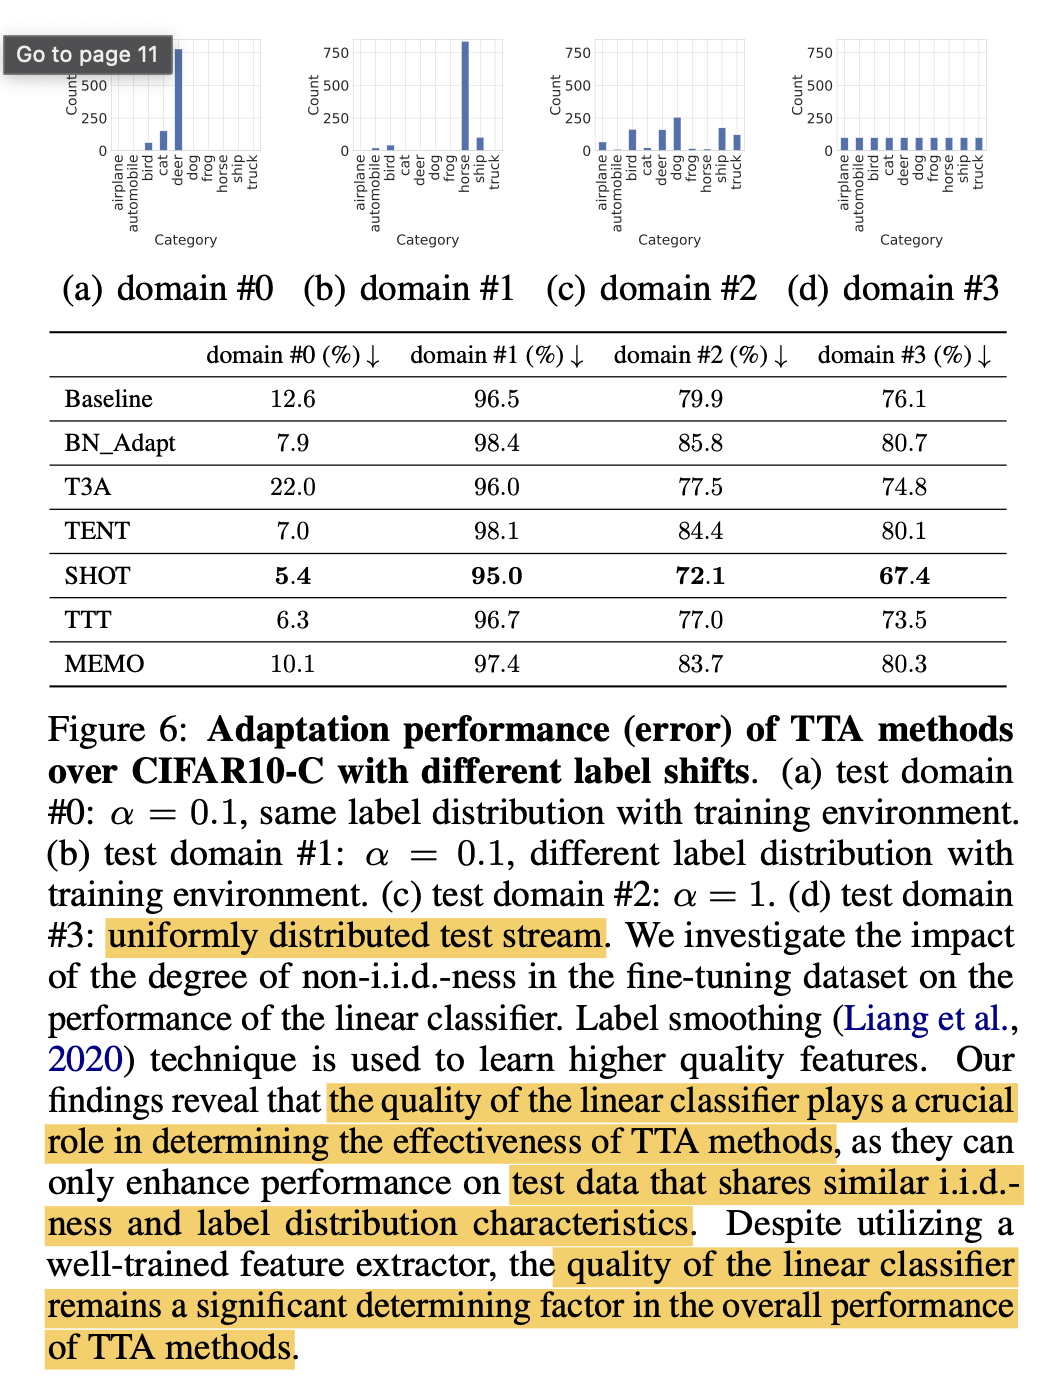 Go to page 11
Count
500
250
0
airplane
automobile
bird
cat
deer
dog
frog
horse
ship
truck
Category
Count
750
500
250
0
airplane
automobile
bird
cat
deer
dog
frog
horse
ship
truck
Category
Count
750
500
250
0
airplane
automobile
bird
cat
deer
dog
frog
horse
ship
truck
Category
Count
750
500
250
0
airplane
automobile
bird
cat
deer
dog
frog
horse
ship
truck
Category
(a) domain #0 (b) domain #1 (c) domain #2 (d) domain #3
domain #0 (%) ↓ domain #1 (%) ↓ domain #2 (%) ↓ domain #3 (%) ↓
Baseline 12.6 96.5 79.9 76.1
BN_Adapt 7.9 98.4 85.8 80.7
T3A 22.0 96.0 77.5 74.8
TENT 7.0 98.1 84.4 80.1
SHOT 5.4 95.0 72.1 67.4
TTT 6.3 96.7 77.0 73.5
MEMO 10.1 97.4 83.7 80.3
Figure 6: Adaptation performance (error) of TTA methods
over CIFAR10-C with different label shifts. (a) test domain
#0: α = 0.1, same label distribution with training environment.
(b) test domain #1: α = 0.1, different label distribution with
training environment. (c) test domain #2: α = 1. (d) test domain
#3: uniformly distributed test stream. We investigate the impact
of the degree of non-i.i.d.-ness in the fine-tuning dataset on the
performance of the linear classifier. Label smoothing (Liang et al.,
2020) technique is used to learn higher quality features. Our
findings reveal that the quality of the linear classifier plays a crucial
role in determining the effectiveness of TTA methods, as they can
only enhance performance on test data that shares similar i.i.d.-
ness and label distribution characteristics. Despite utilizing a
well-trained feature extractor, the quality of the linear classifier
remains a significant determining factor in the overall performance
of TTA methods.